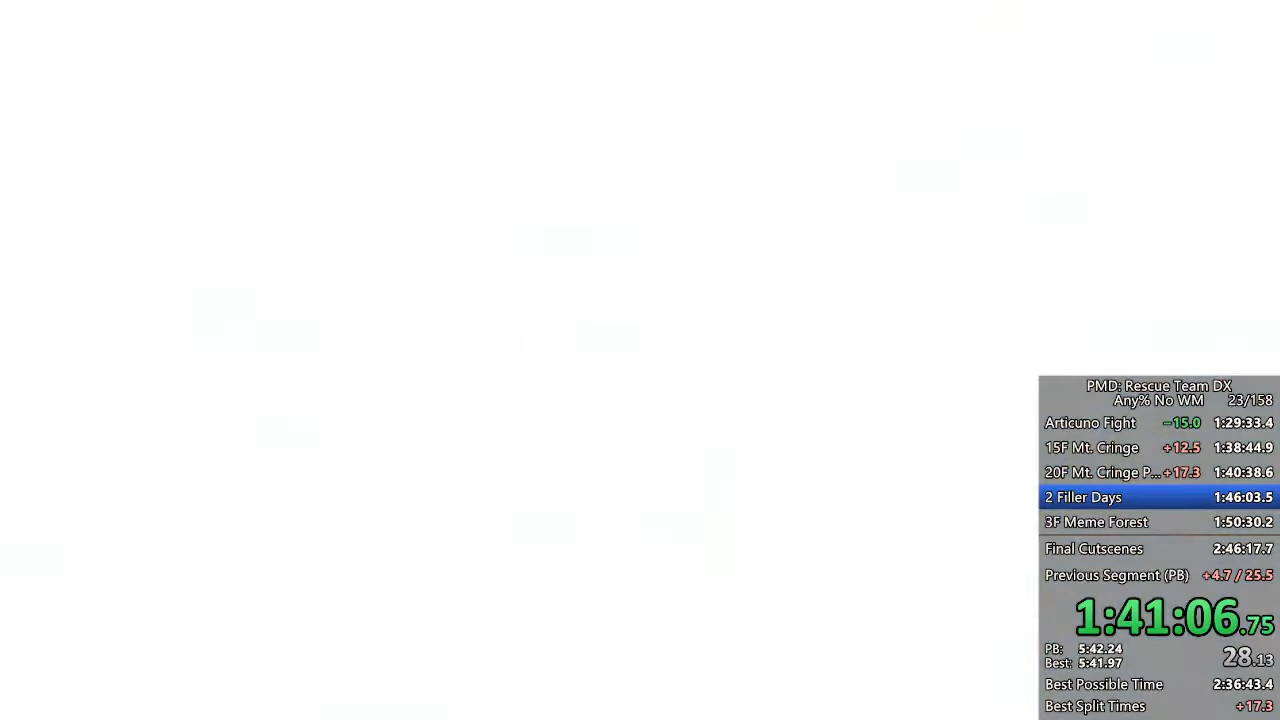 PMD: Rescue Team DX
Any% No WM 23/158
Articuno Fight -15.0 1:29:33.4
15F Mt. Cringe +12.5 1:38:44.9
20F Mt. Cringe P... +17.3 1:40:38.6
2 Filler Days 1:46:03.5
3F Meme Forest 1:50:30.2
Final Cutscenes 2:46:17.7
Previous Segment (PB) +4.7 / 25.5
1:41:06.75
PB: 5:42.24
Best: 5:41.97
28.13
Best Possible Time 2:36:43.4
Best Split Times +17.3